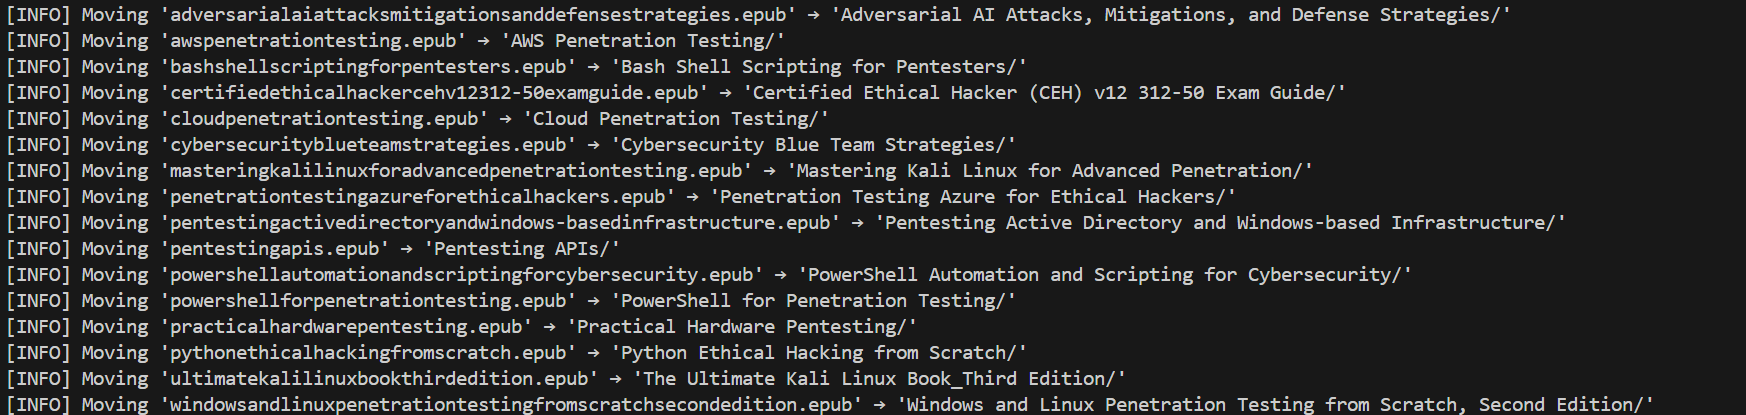 [INFO] Moving 'adversarialaiattacksmitigationsanddefensestrategies.epub' → 'Adversarial AI Attacks, Mitigations, and Defense Strategies/'
[INFO] Moving 'awspenetrationtesting.epub' → 'AWS Penetration Testing/'
[INFO] Moving 'bashshellscriptingforpentesters.epub' → 'Bash Shell Scripting for Pentesters/'
[INFO] Moving 'certifiedethicalhackercehv12312-50examguide.epub' → 'Certified Ethical Hacker (CEH) v12 312-50 Exam Guide/'
[INFO] Moving 'cloudpenetrationtesting.epub' → 'Cloud Penetration Testing/'
[INFO] Moving 'cybersecurityblueteamstrategies.epub' → 'Cybersecurity Blue Team Strategies/'
[INFO] Moving 'masteringkalilinuxforadvancedpenetrationtesting.epub' → 'Mastering Kali Linux for Advanced Penetration/'
[INFO] Moving 'penetrationtestingazureforethicalhackers.epub' → 'Penetration Testing Azure for Ethical Hackers/'
[INFO] Moving 'pentestingactivedirectoryandwindows-basedinfrastructure.epub' → 'Pentesting Active Directory and Windows-based Infrastructure/'
[INFO] Moving 'pentestingapis.epub' → 'Pentesting APIs/'
[INFO] Moving 'powershellautomationandscriptingforcybersecurity.epub' → 'PowerShell Automation and Scripting for Cybersecurity/'
[INFO] Moving 'powershellforpenetrationtesting.epub' → 'PowerShell for Penetration Testing/'
[INFO] Moving 'practicalhardwarepentesting.epub' → 'Practical Hardware Pentesting/'
[INFO] Moving 'pythonethicalhackingfromscratch.epub' → 'Python Ethical Hacking from Scratch/'
[INFO] Moving 'ultimatekalilinuxbookthirdedition.epub' → 'The Ultimate Kali Linux Book_Third Edition/'
[INFO] Moving 'windowsandlinuxpenetrationtestingfromscratchsecondedition.epub' → 'Windows and Linux Penetration Testing from Scratch, Second Edition/'